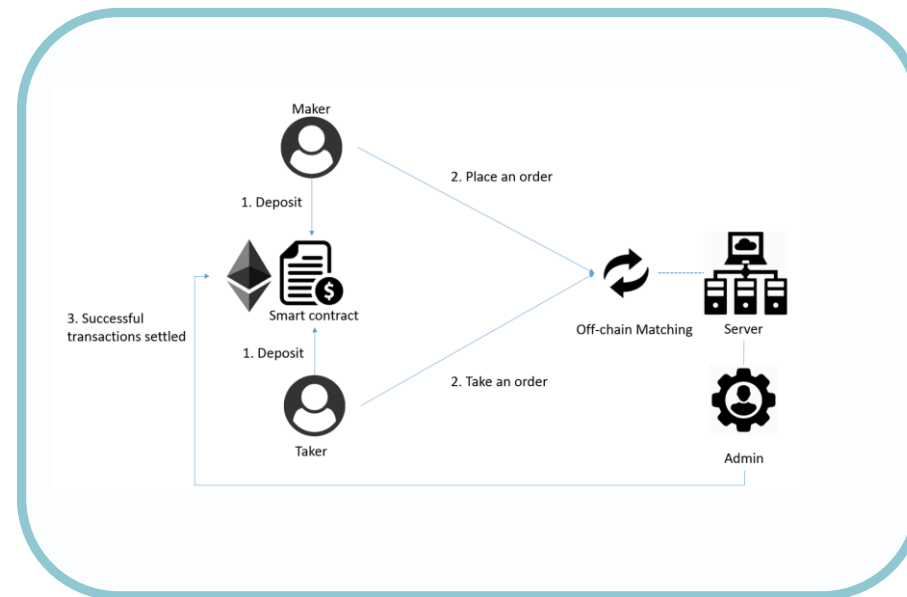 Maker
2. Place an order
1. Deposit
$
Smart contract
3. Successful
transactions settled
Off-chain Matching
Server
1. Deposit
2. Take an order
Taker
Admin